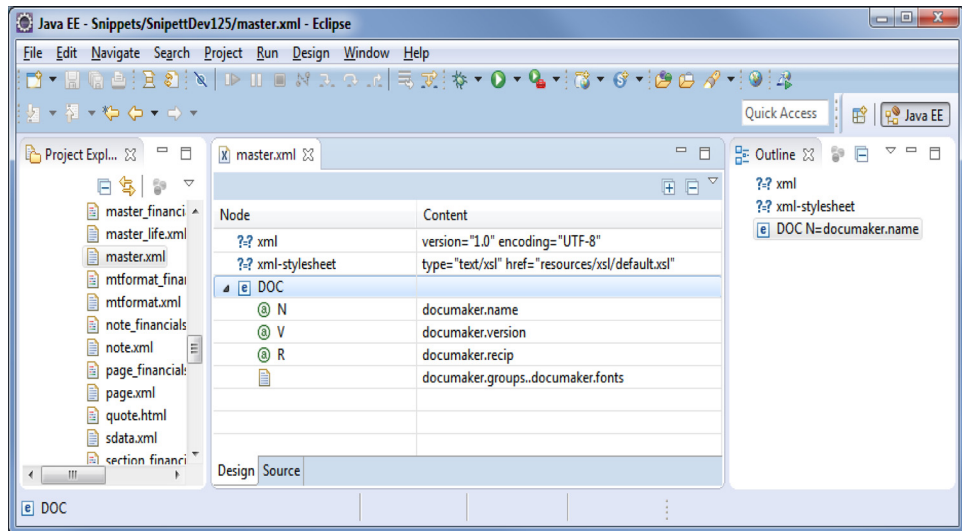 Java EE - Snippets/SnipettDev125/master.xml - Eclipse
File Edit Navigate Search Project Run Design Window Help
Quick Access
Java EE
Project Expl...
master_financi
master_life.xml
master.xml
mtformat_finar
mtformat.xml
note_financials
note.xml
page_financials
page.xml
quote.html
sdata.xml
section_financi
master.xml
Node Content
?=? xml version="1.0" encoding="UTF-8"
?=? xml-stylesheet type="text/xsl" href="resources/xsl/default.xsl"
e DOC
a N documaker.name
a V documaker.version
a R documaker.recip
documaker.groups..documaker.fonts
Design Source
Outline
?=? xml
?=? xml-stylesheet
e DOC N=documaker.name
e DOC